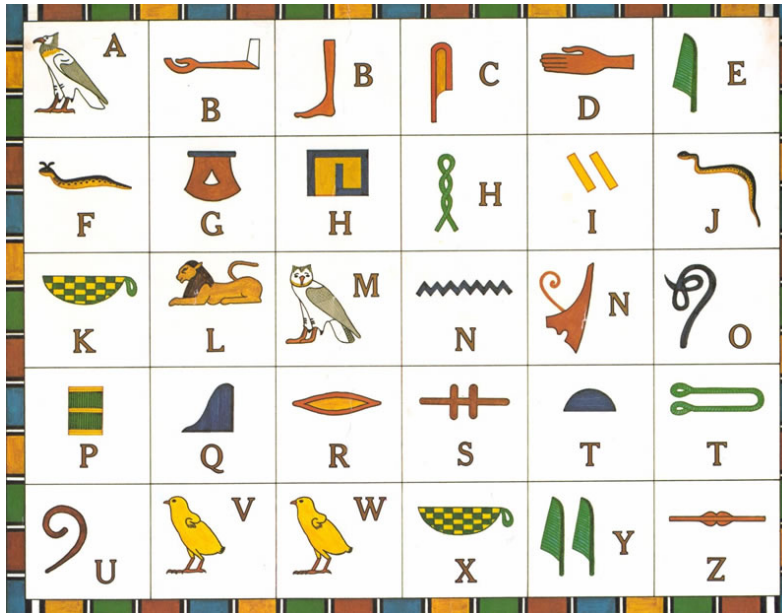 A B B C D E
F G H H I J
K L M N N O
P Q R S T T
U V W X Y Z